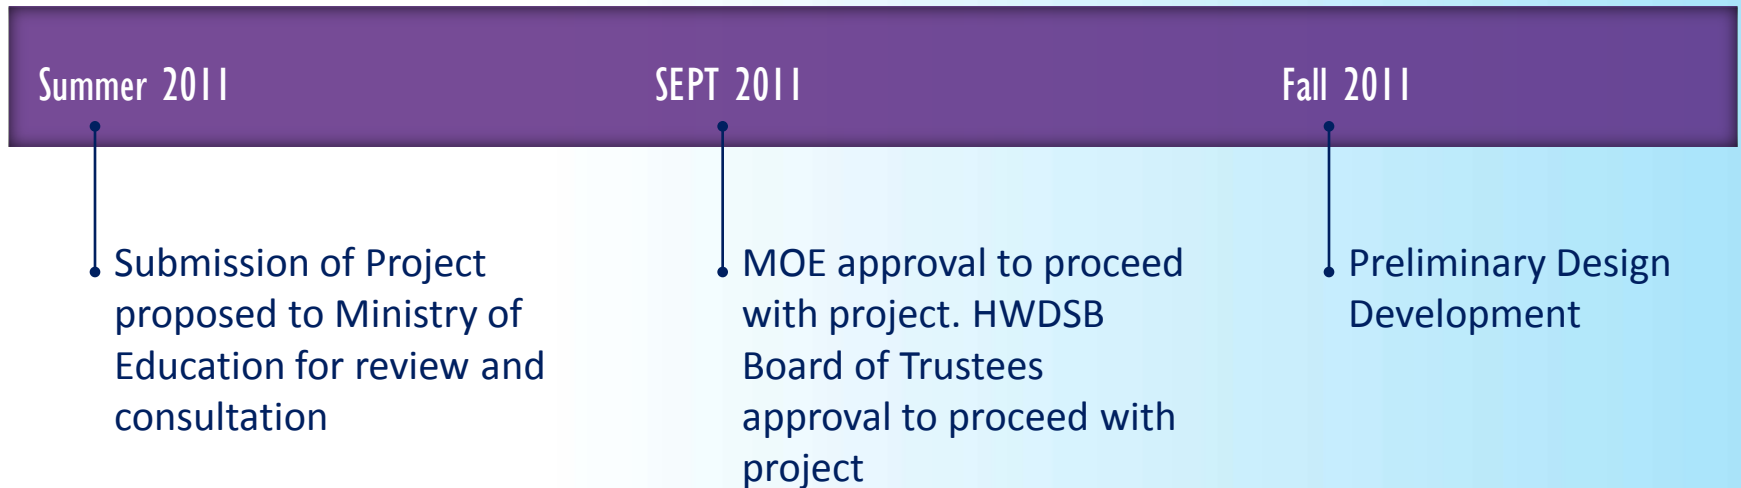 Summer 2011
SEPT 2011
Fall 2011
Submission of Project
proposed to Ministry of
Education for review and
consultation
MOE approval to proceed
with project. HWDSB
Board of Trustees
approval to proceed with
project
Preliminary Design
Development